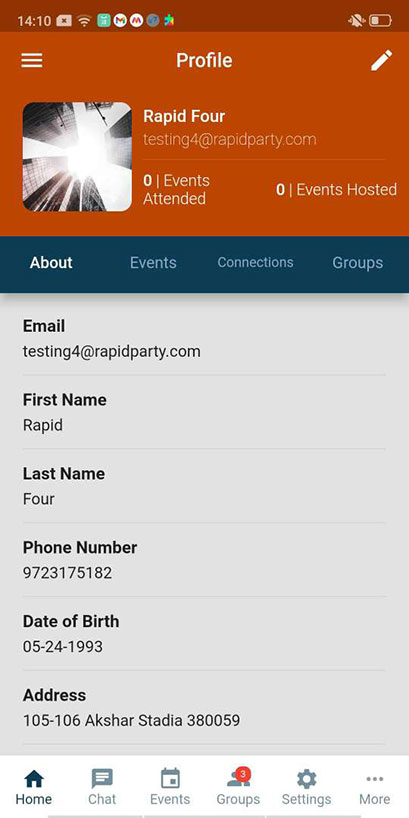 14:10
Profile
Rapid Four
testing4@rapidparty.com
0 | Events
Attended
0 | Events Hosted
About
Events
Connections
Groups
Email
testing4@rapidparty.com
First Name
Rapid
Last Name
Four
Phone Number
9723175182
Date of Birth
05-24-1993
Address
105-106 Akshar Stadia 380059
3
Home
Chat
Events
Groups
Settings
More